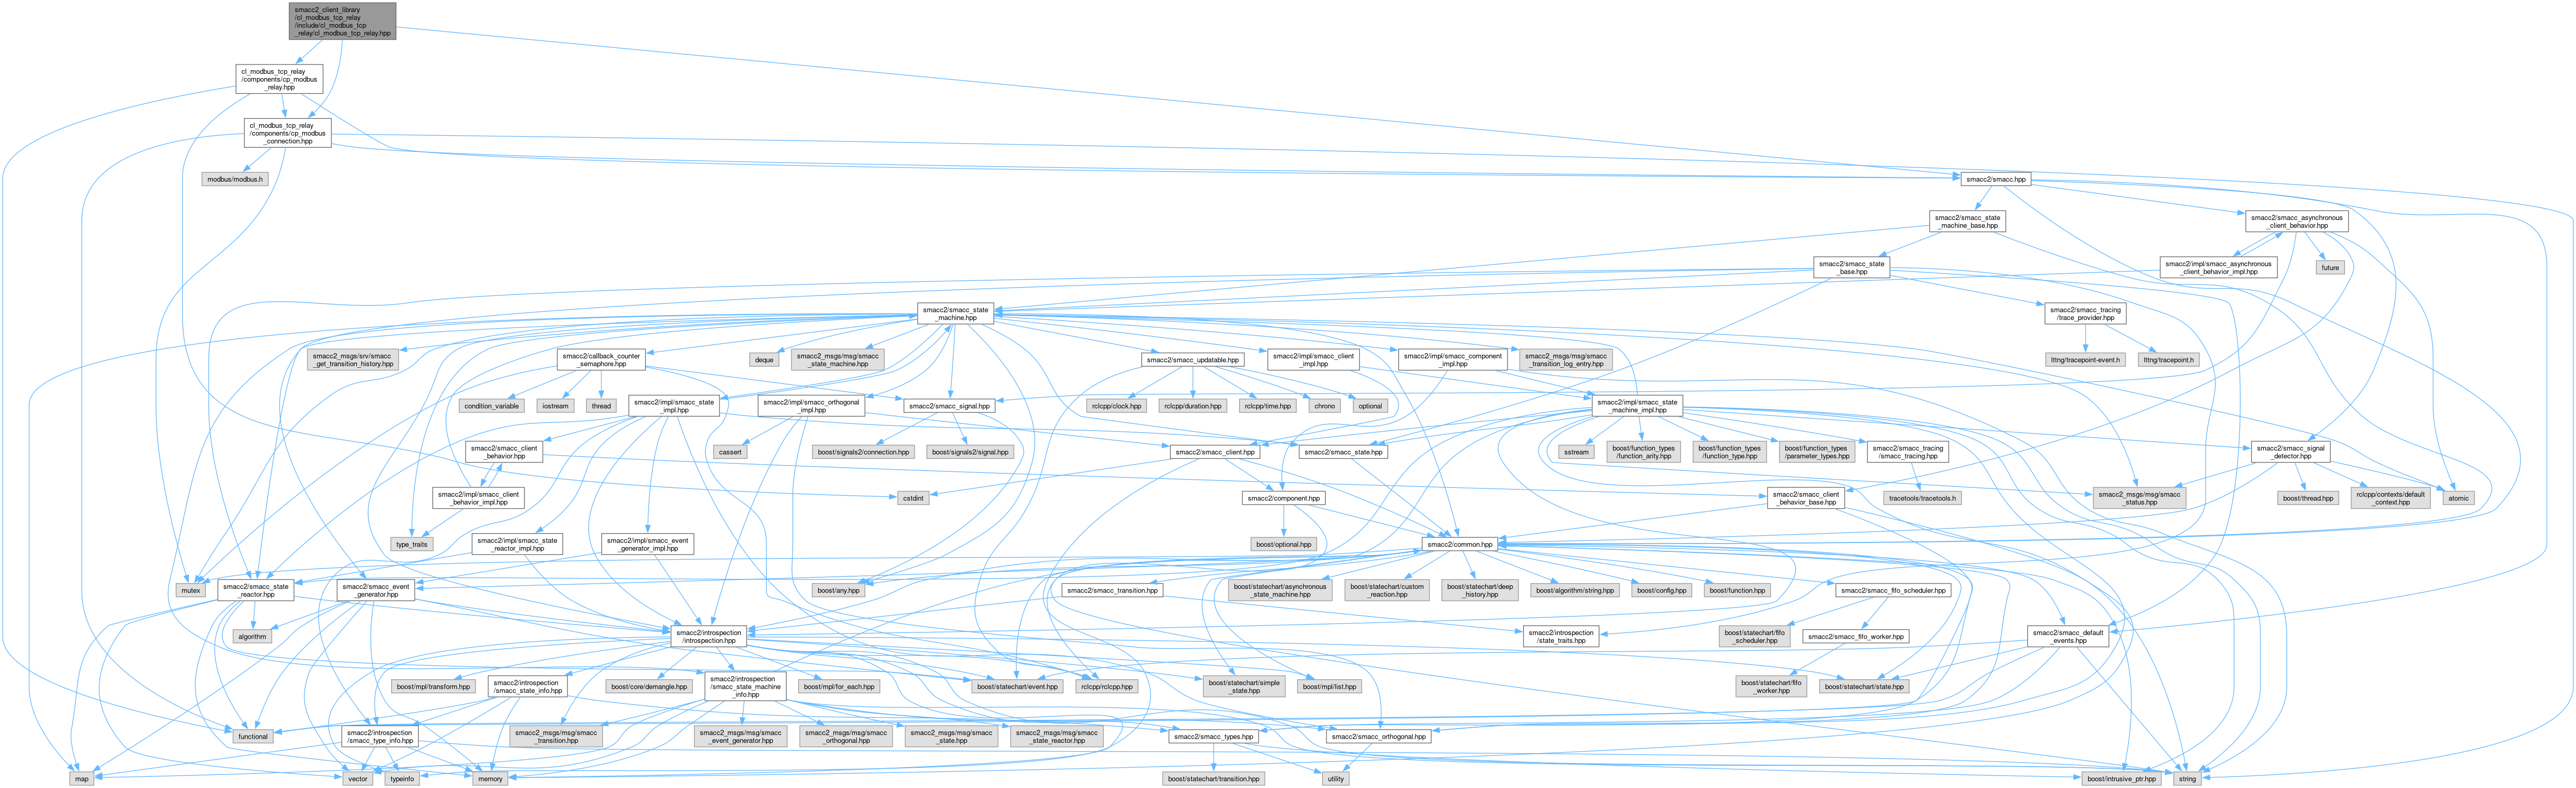 smacc2_client_library
/cl_modbus_tcp_relay
/include/cl_modbus_tcp
_relay/cl_modbus_tcp_relay.hpp
cl_modbus_tcp_relay
/components/cp_modbus
_relay.hpp
cl_modbus_tcp_relay
/components/cp_modbus
_connection.hpp
modbus/modbus.h
smacc2/smacc.hpp
smacc2/smacc_state
_machine_base.hpp
smacc2/smacc_asynchronous
_client_behavior.hpp
smacc2/smacc_state
_base.hpp
smacc2/impl/smacc_asynchronous
_client_behavior_impl.hpp
future
smacc2/smacc_state
_machine.hpp
smacc2/smacc_tracing
/trace_provider.hpp
smacc2_msgs/srv/smacc
_get_transition_history.hpp
smacc2/callback_counter
_semaphore.hpp
deque
smacc2_msgs/msg/smacc
_state_machine.hpp
smacc2/smacc_updatable.hpp
smacc2/impl/smacc_client
_impl.hpp
smacc2/impl/smacc_component
_impl.hpp
smacc2_msgs/msg/smacc
_transition_log_entry.hpp
lttng/tracepoint-event.h
lttng/tracepoint.h
condition_variable
iostream
thread
smacc2/impl/smacc_state
_impl.hpp
smacc2/impl/smacc_orthogonal
_impl.hpp
smacc2/smacc_signal.hpp
rclcpp/clock.hpp
rclcpp/duration.hpp
rclcpp/time.hpp
chrono
optional
smacc2/impl/smacc_state
_machine_impl.hpp
smacc2/smacc_client
_behavior.hpp
cassert
boost/signals2/connection.hpp
boost/signals2/signal.hpp
smacc2/smacc_client.hpp
smacc2/smacc_state.hpp
sstream
boost/function_types
/function_arity.hpp
boost/function_types
/function_type.hpp
boost/function_types
/parameter_types.hpp
smacc2/smacc_tracing
/smacc_tracing.hpp
smacc2/smacc_signal
_detector.hpp
smacc2/impl/smacc_client
_behavior_impl.hpp
cstdint
smacc2/component.hpp
smacc2/smacc_client
_behavior_base.hpp
tracetools/tracetools.h
smacc2_msgs/msg/smacc
_status.hpp
boost/thread.hpp
rclcpp/contexts/default
_context.hpp
atomic
type_traits
smacc2/impl/smacc_state
_reactor_impl.hpp
smacc2/impl/smacc_event
_generator_impl.hpp
boost/optional.hpp
smacc2/common.hpp
mutex
smacc2/smacc_state
_reactor.hpp
smacc2/smacc_event
_generator.hpp
boost/any.hpp
smacc2/smacc_transition.hpp
boost/statechart/asynchronous
_state_machine.hpp
boost/statechart/custom
_reaction.hpp
boost/statechart/deep
_history.hpp
boost/algorithm/string.hpp
boost/config.hpp
boost/function.hpp
smacc2/smacc_fifo_scheduler.hpp
algorithm
smacc2/introspection
/introspection.hpp
smacc2/introspection
/state_traits.hpp
boost/statechart/fifo
_scheduler.hpp
smacc2/smacc_fifo_worker.hpp
smacc2/smacc_default
_events.hpp
boost/mpl/transform.hpp
smacc2/introspection
/smacc_state_info.hpp
boost/core/demangle.hpp
smacc2/introspection
/smacc_state_machine
_info.hpp
boost/mpl/for_each.hpp
boost/statechart/event.hpp
rclcpp/rclcpp.hpp
boost/statechart/simple
_state.hpp
boost/mpl/list.hpp
boost/statechart/fifo
_worker.hpp
boost/statechart/state.hpp
functional
smacc2/introspection
/smacc_type_info.hpp
smacc2_msgs/msg/smacc
_transition.hpp
smacc2_msgs/msg/smacc
_event_generator.hpp
smacc2_msgs/msg/smacc
_orthogonal.hpp
smacc2_msgs/msg/smacc
_state.hpp
smacc2_msgs/msg/smacc
_state_reactor.hpp
smacc2/smacc_types.hpp
smacc2/smacc_orthogonal.hpp
map
vector
typeinfo
memory
boost/statechart/transition.hpp
utility
boost/intrusive_ptr.hpp
string